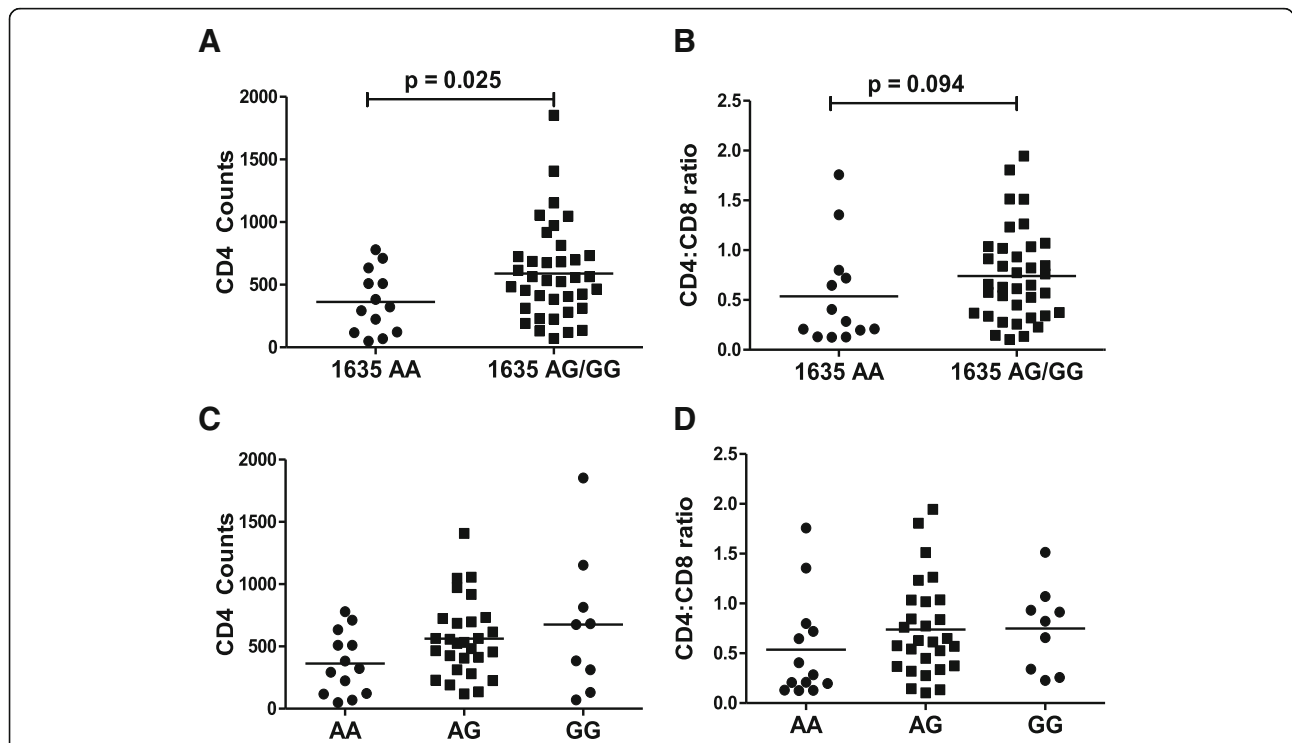 A
B
p = 0.025
p = 0.094
CD4 Counts
2000
1500
1000
500
0
1635 AA 1635 AG/GG
CD4:CD8 ratio
2.5
2.0
1.5
1.0
0.5
0.0
1635 AA 1635 AG/GG
C
D
CD4 Counts
2000
1500
1000
500
0
AA AG GG
CD4:CD8 ratio
2.5
2.0
1.5
1.0
0.5
0.0
AA AG GG